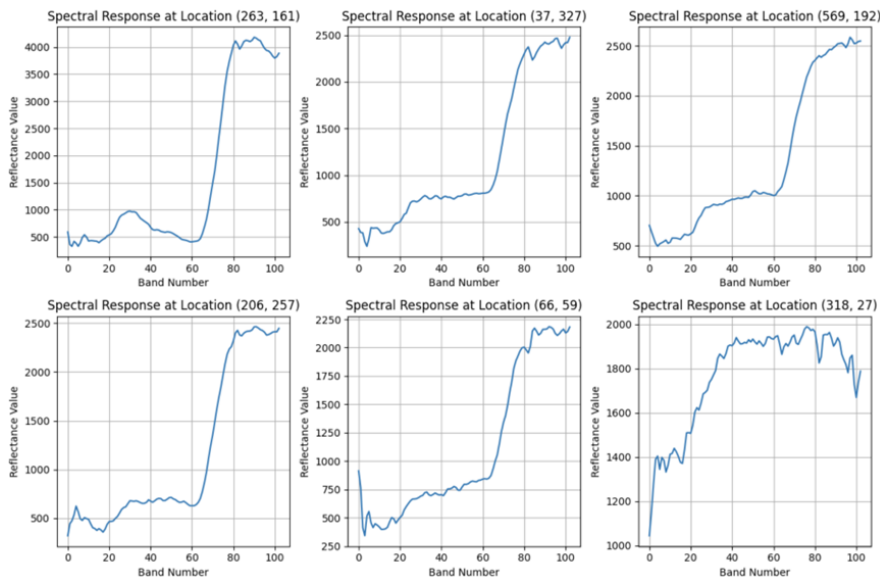 Spectral Response at Location (263, 161)
Reflectance Value
4000
3500
3000
2500
2000
1500
1000
500
0 20 40 60 80 100
Band Number
Spectral Response at Location (37, 327)
Reflectance Value
2500
2000
1500
1000
500
0 20 40 60 80 100
Band Number
Spectral Response at Location (569, 192)
Reflectance Value
2500
2000
1500
1000
500
0 20 40 60 80 100
Band Number
Spectral Response at Location (206, 257)
Reflectance Value
2500
2000
1500
1000
500
0 20 40 60 80 100
Band Number
Spectral Response at Location (66, 59)
Reflectance Value
2250
2000
1750
1500
1250
1000
750
500
250
0 20 40 60 80 100
Band Number
Spectral Response at Location (318, 27)
Reflectance Value
2000
1800
1600
1400
1200
1000
0 20 40 60 80 100
Band Number